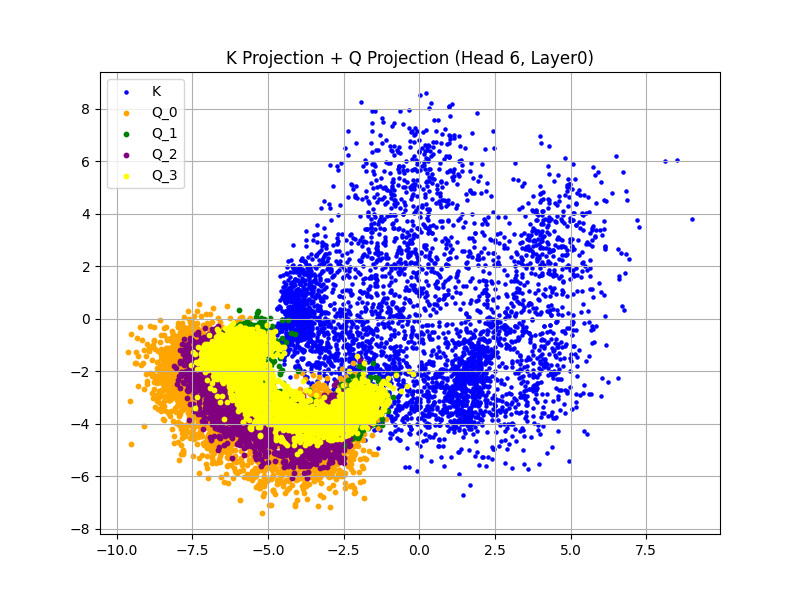 K Projection + Q Projection (Head 6, Layer0)
K
Q_0
Q_1
Q_2
Q_3
8
6
4
2
0
−2
−4
−6
−8
−10.0 −7.5 −5.0 −2.5 0.0 2.5 5.0 7.5